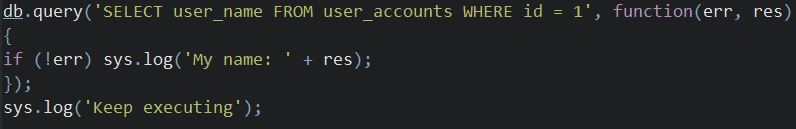 db.query('SELECT user_name FROM user_accounts WHERE id = 1', function(err, res)
{
if (!err) sys.log('My name: ' + res);
});
sys.log('Keep executing');